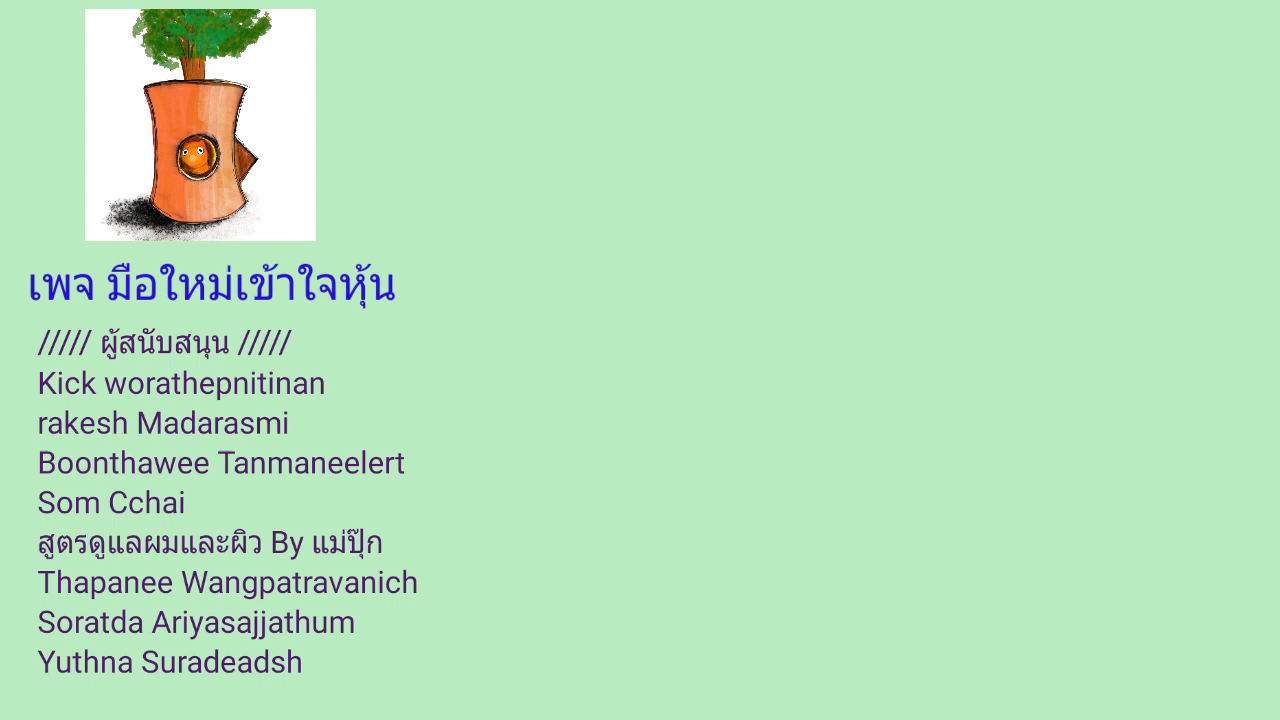 เพจ มือใหม่เข้าใจหุ้น
///// ผู้สนับสนุน /////
Kick worathepnitinan
rakesh Madarasmi
Boonthawee Tanmaneelert
Som Cchai
สูตรดูแลผมและผิว By แม่ปุ๊ก
Thapanee Wangpatravanich
Soratda Ariyasajjathum
Yuthna Suradeadsh